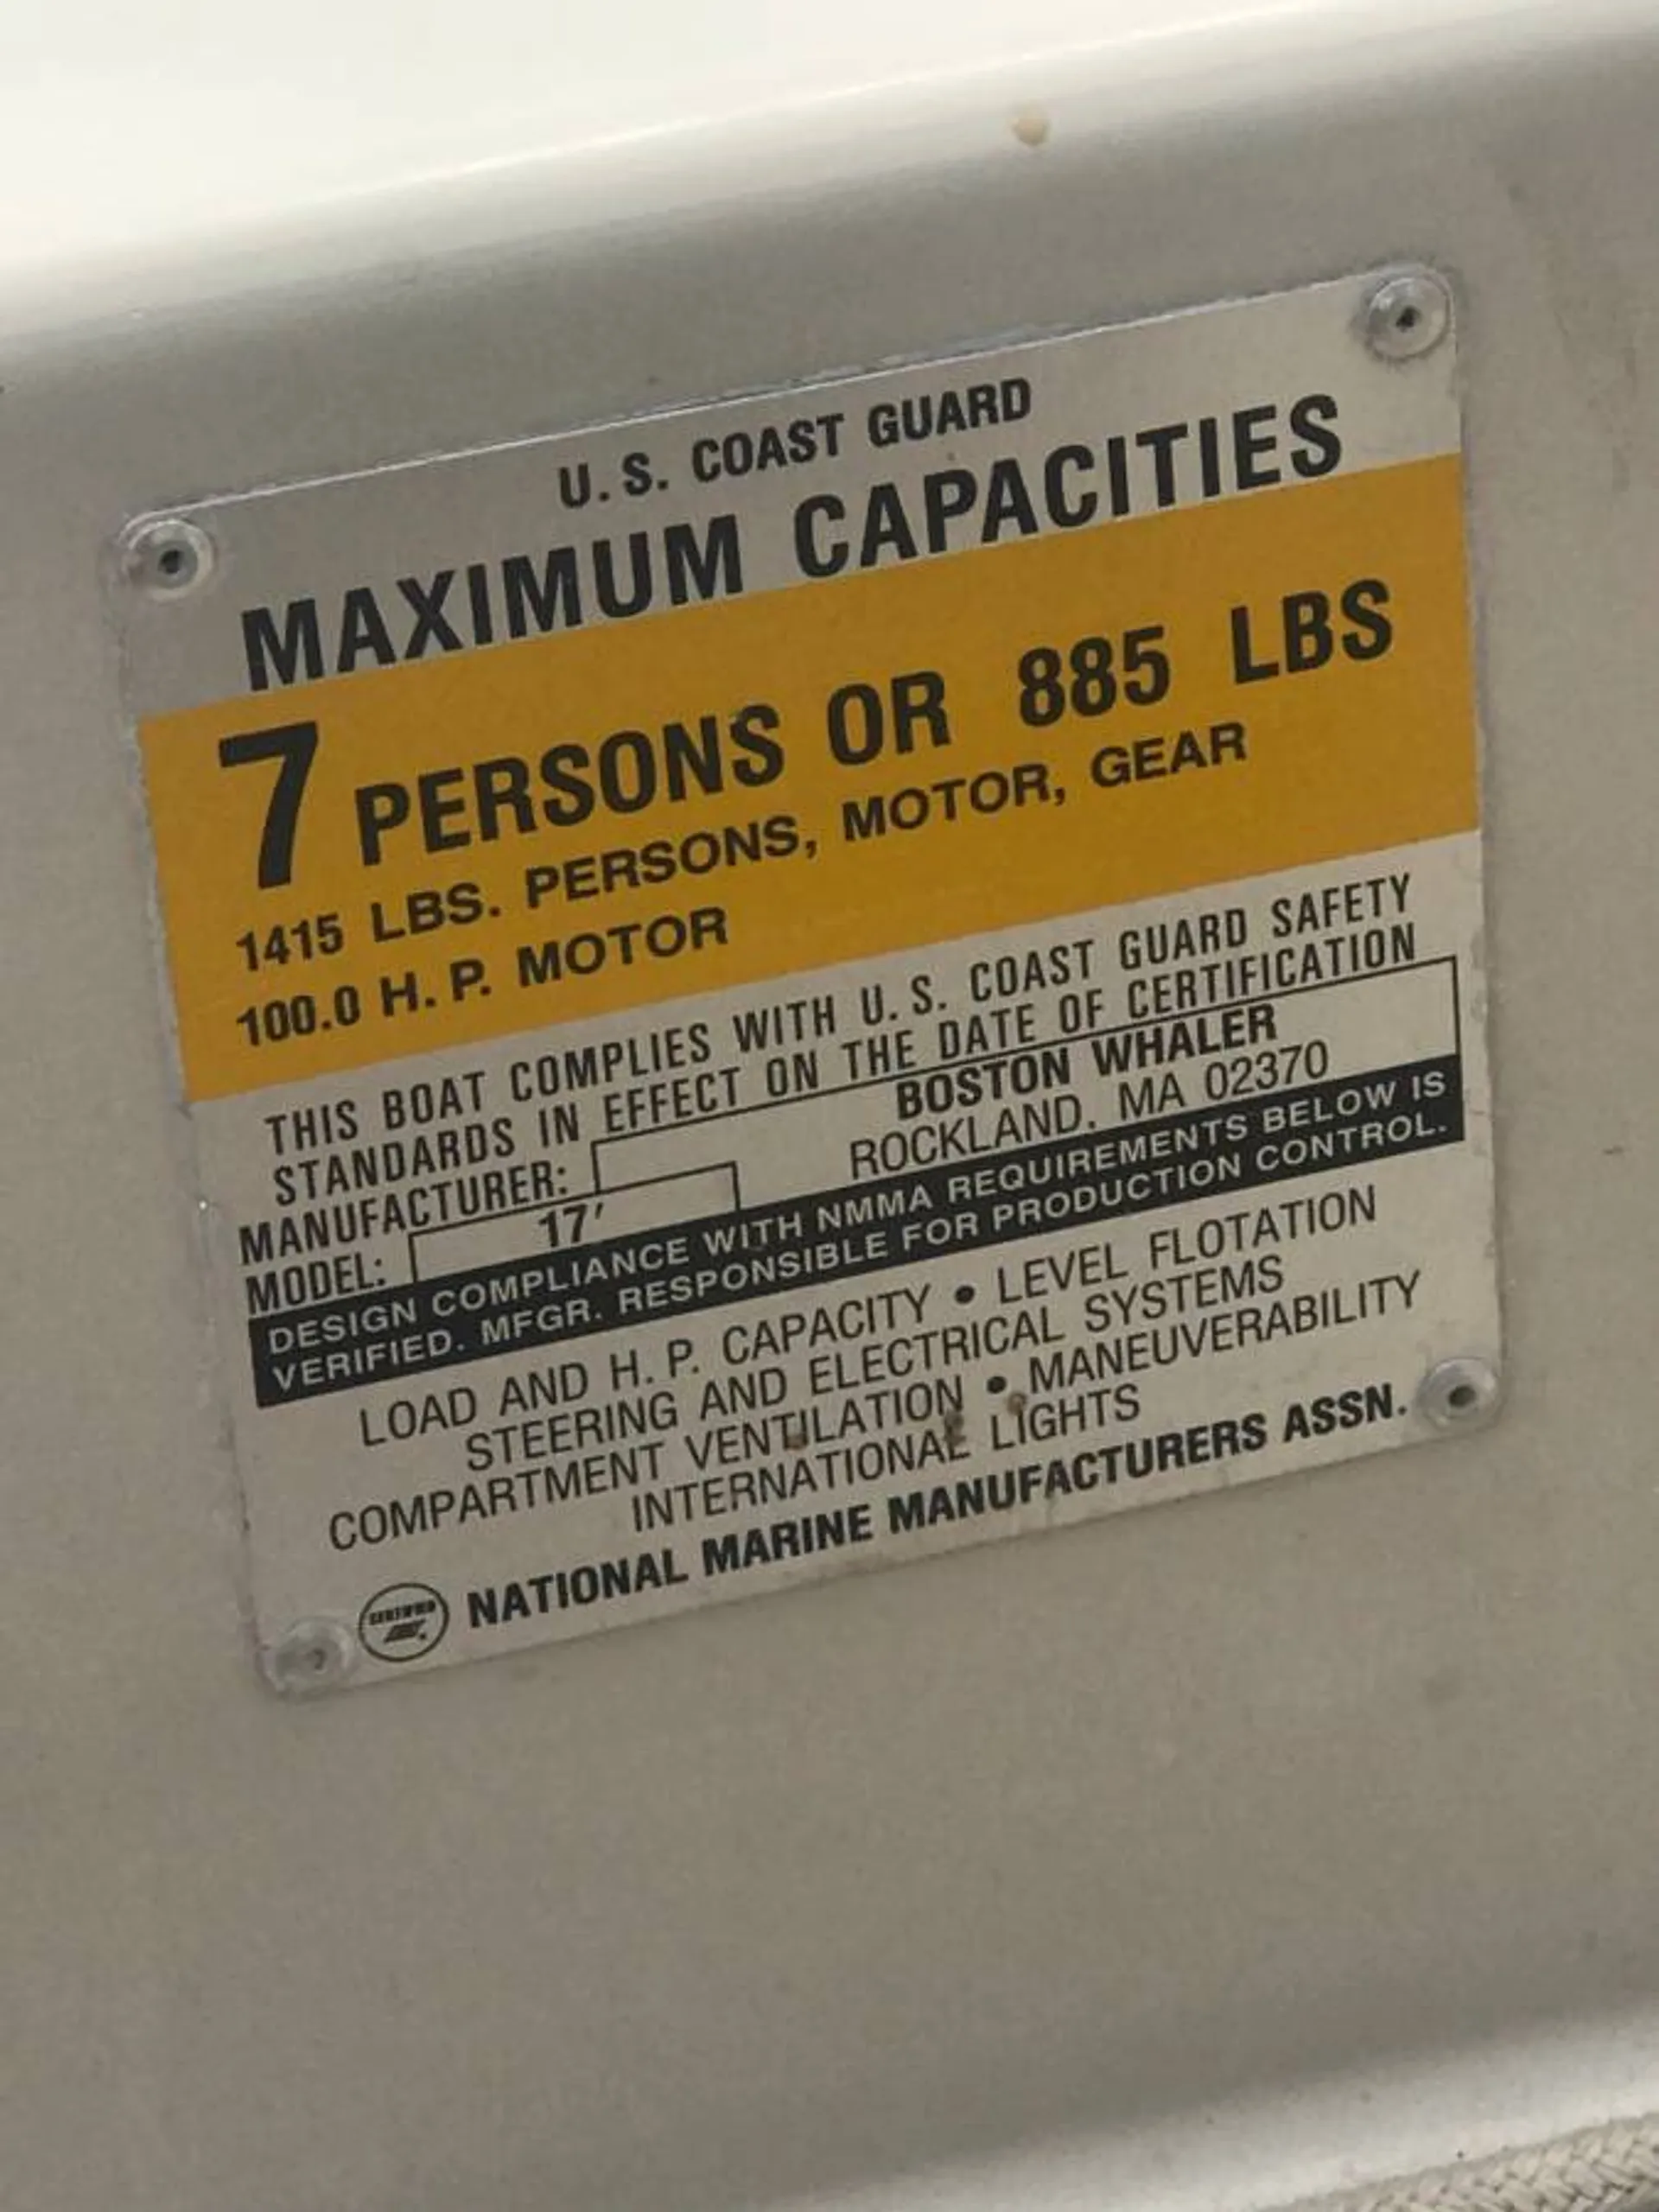 U.S. COAST GUARD
MAXIMUM CAPACITIES
7 PERSONS OR 885 LBS
1415 LBS. PERSONS, MOTOR, GEAR
100.0 H.P. MOTOR
THIS BOAT COMPLIES WITH U.S. COAST GUARD SAFETY
STANDARDS IN EFFECT ON THE DATE OF CERTIFICATION
MANUFACTURER: BOSTON WHALER
ROCKLAND, MA 02370
MODEL: 17'
DESIGN COMPLIANCE WITH NMMA REQUIREMENTS BELOW IS
VERIFIED. MFGR. RESPONSIBLE FOR PRODUCTION CONTROL.
LOAD AND H.P. CAPACITY • LEVEL FLOTATION
STEERING AND ELECTRICAL SYSTEMS
COMPARTMENT VENTILATION • MANEUVERABILITY
INTERNATIONAL LIGHTS
CERTIFIED
NATIONAL MARINE MANUFACTURERS ASSN.